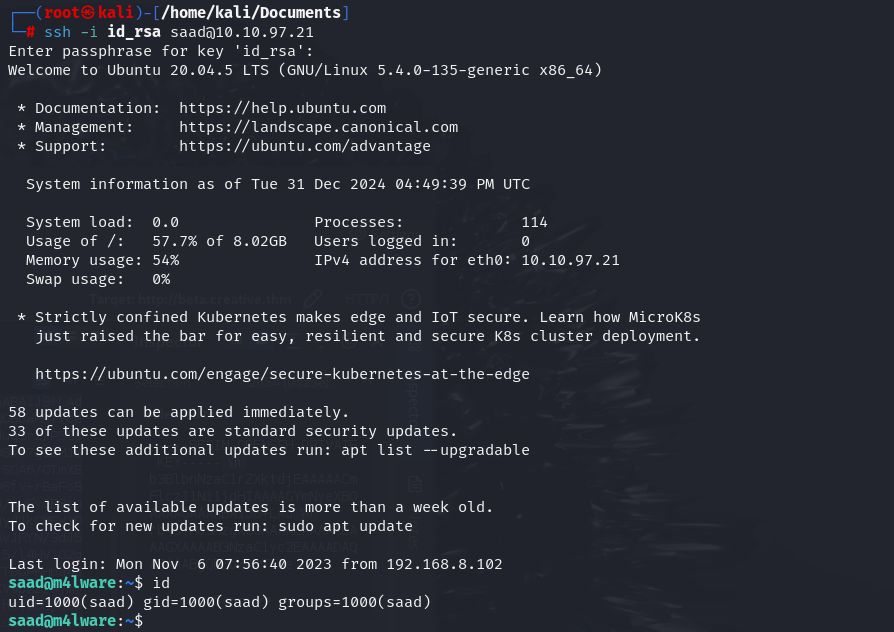 ┌──(root㉿kali)-[/home/kali/Documents]
└─# ssh -i id_rsa saad@10.10.97.21
Enter passphrase for key 'id_rsa':
Welcome to Ubuntu 20.04.5 LTS (GNU/Linux 5.4.0-135-generic x86_64)

 * Documentation:  https://help.ubuntu.com
 * Management:     https://landscape.canonical.com
 * Support:        https://ubuntu.com/advantage

  System information as of Tue 31 Dec 2024 04:49:39 PM UTC

  System load:  0.0               Processes:             114
  Usage of /:   57.7% of 8.02GB   Users logged in:       0
  Memory usage: 54%               IPv4 address for eth0: 10.10.97.21
  Swap usage:   0%
Target: http://beta.creative.thm HTTP/1

 * Strictly confined Kubernetes makes edge and IoT secure. Learn how MicroK8s
   just raised the bar for easy, resilient and secure K8s cluster deployment.

   https://ubuntu.com/engage/secure-kubernetes-at-the-edge

58 updates can be applied immediately.
33 of these updates are standard security updates.
To see these additional updates run: apt list --upgradable


The list of available updates is more than a week old.
To check for new updates run: sudo apt update

Last login: Mon Nov  6 07:56:40 2023 from 192.168.8.102
saad@m4lware:~$ id
uid=1000(saad) gid=1000(saad) groups=1000(saad)
saad@m4lware:~$